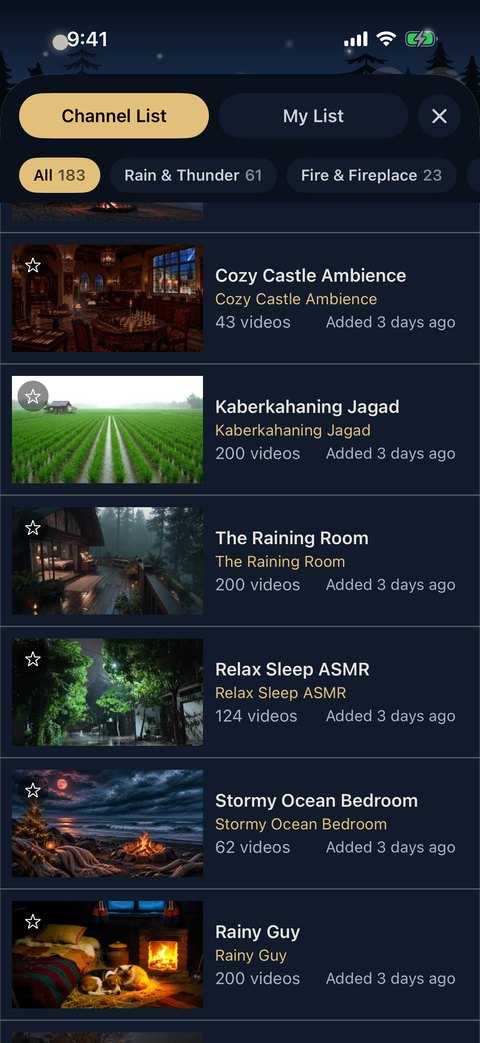 9:41
Channel List
My List
All 183
Rain & Thunder 61
Fire & Fireplace 23
Cozy Castle Ambience
Cozy Castle Ambience
43 videos Added 3 days ago
Kaberkahaning Jagad
Kaberkahaning Jagad
200 videos Added 3 days ago
The Raining Room
The Raining Room
200 videos Added 3 days ago
Relax Sleep ASMR
Relax Sleep ASMR
124 videos Added 3 days ago
Stormy Ocean Bedroom
Stormy Ocean Bedroom
62 videos Added 3 days ago
Rainy Guy
Rainy Guy
200 videos Added 3 days ago